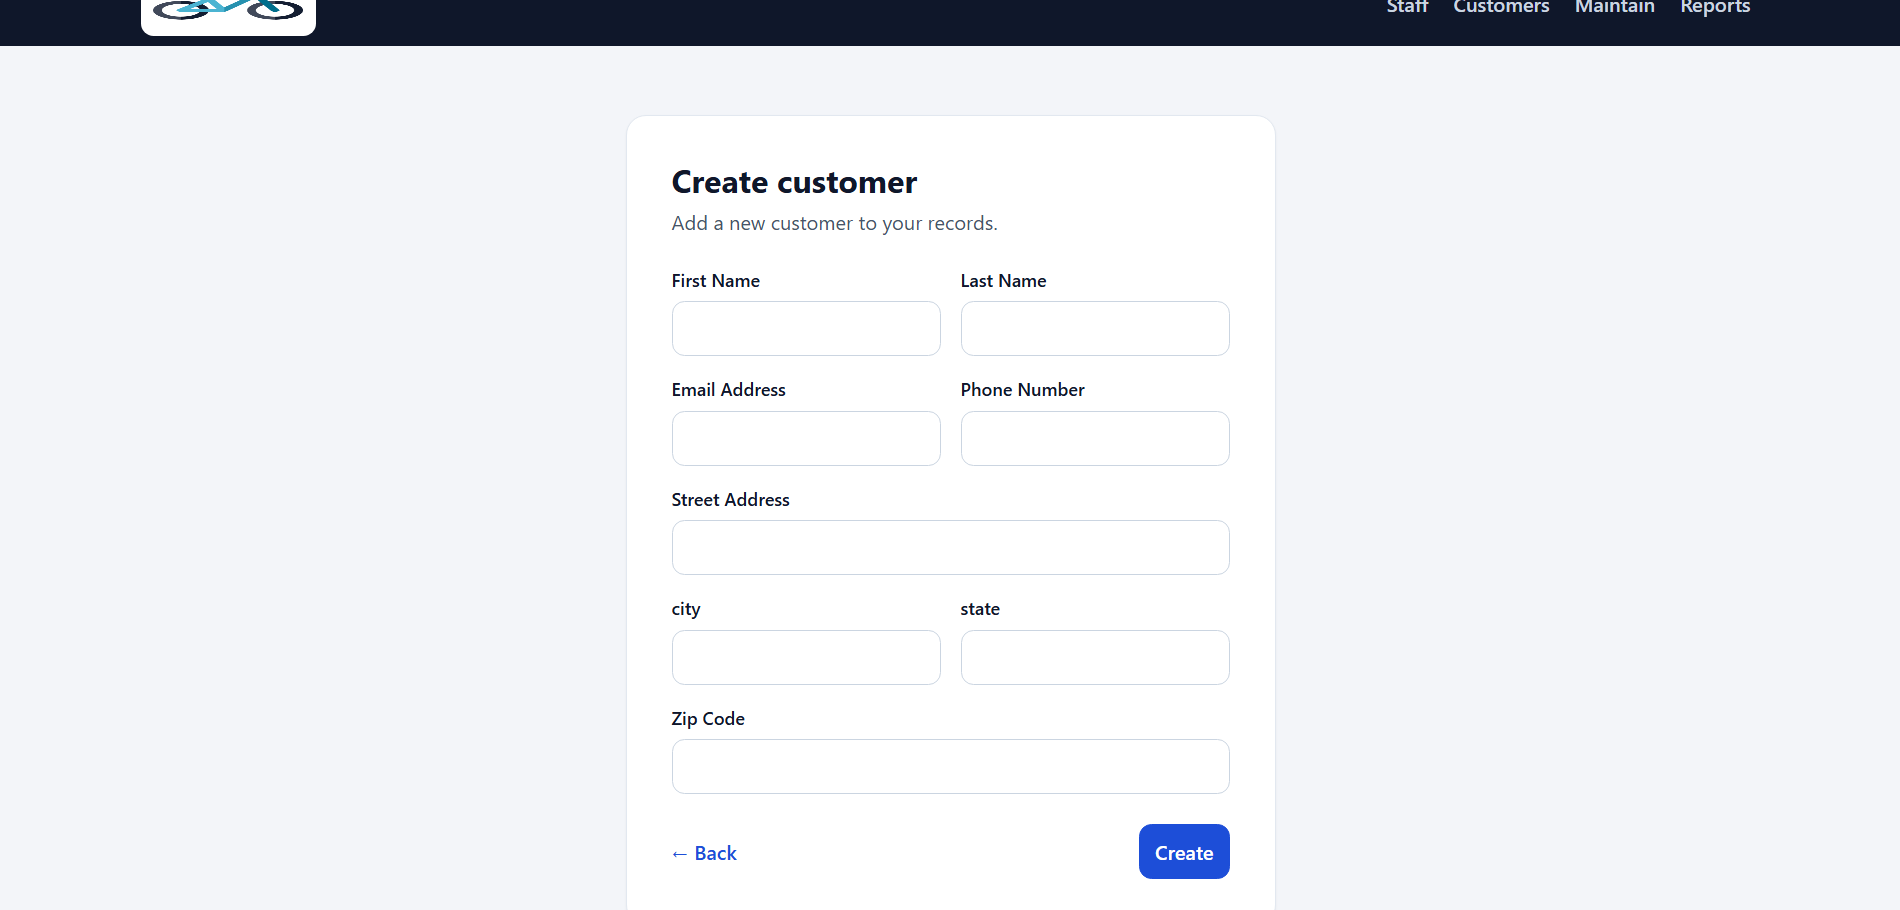 Staff Customers Maintain Reports
Create customer
Add a new customer to your records.
First Name Last Name
Email Address Phone Number
Street Address
city state
Zip Code
← Back Create